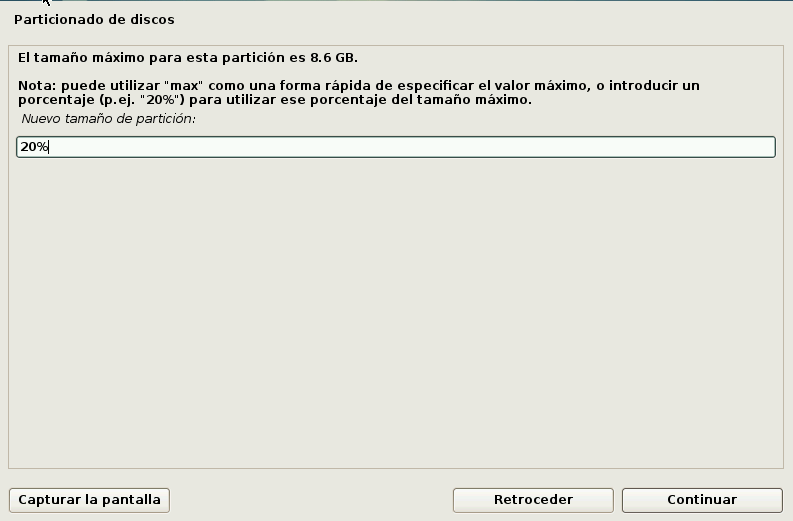 Particionado de discos
El tamaño máximo para esta partición es 8.6 GB.
Nota: puede utilizar "max" como una forma rápida de especificar el valor máximo, o introducir un
porcentaje (p.ej. "20%") para utilizar ese porcentaje del tamaño máximo.
Nuevo tamaño de partición:
20%
Capturar la pantalla
Retroceder
Continuar